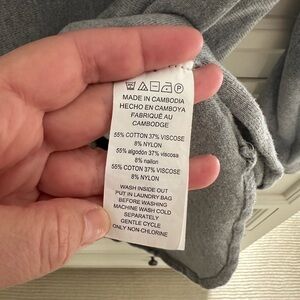 MADE IN CAMBODIA
HECHO EN CAMBOYA
FABRIQUÉ AU
CAMBODGE
55% COTTON 37% VISCOSE
8% NYLON
55% algodón 37% viscosa
8% nailon
55% COTTON 37% VISCOSE
8% NYLON
WASH INSIDE OUT
PUT IN LAUNDRY BAG
BEFORE WASHING
MACHINE WASH COLD
SEPARATELY
GENTLE CYCLE
ONLY NON-CHLORINE